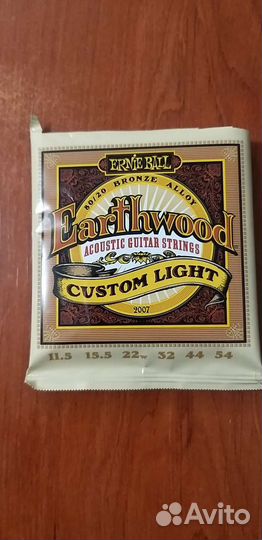 ERNIE BALL
80/20 BRONZE ALLOY
Earthwood
ACOUSTIC GUITAR STRINGS
CUSTOM LIGHT
2007
11.5 15.5 22w 32 44 54
Avito